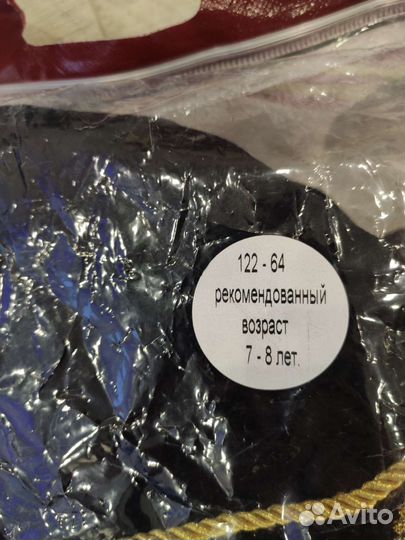 122 - 64
рекомендованный
возраст
7 - 8 лет.
Avito